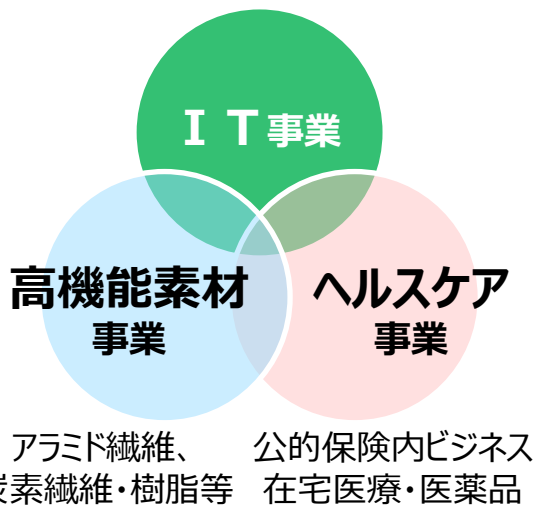 ＩＴ事業
高機能素材
事業
ヘルスケア
事業
アラミド繊維、
炭素繊維・樹脂等
公的保険内ビジネス
在宅医療・医薬品